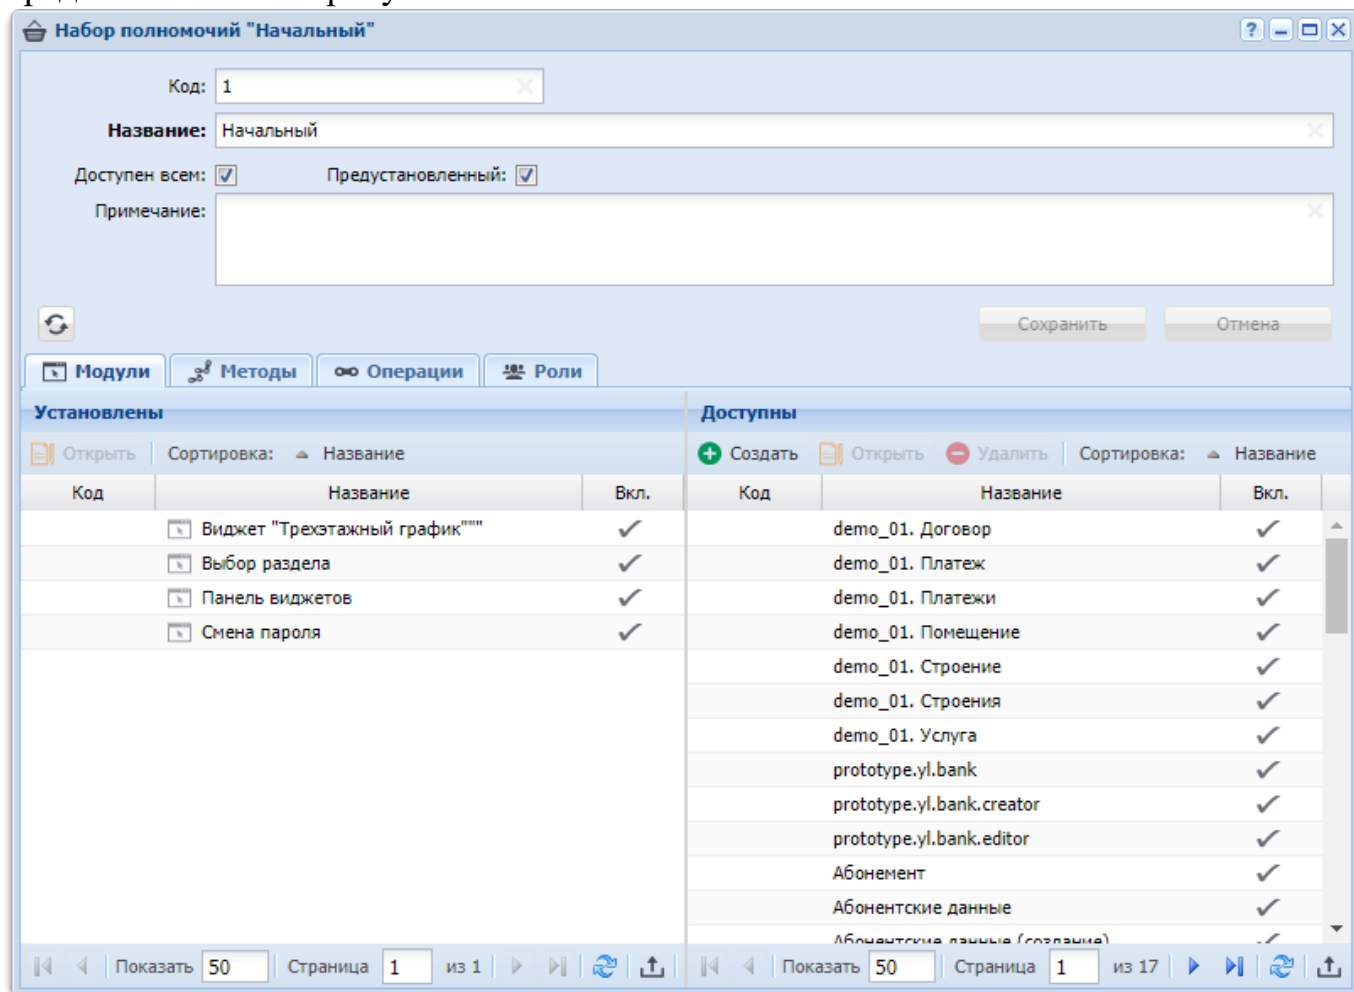 Набор полномочий "Начальный"
Код: 1
Название: Начальный
Доступен всем: Предустановленный:
Примечание:
Сохранить Отмена
Модули Методы Операции Роли
Установлены Доступны
Открыть Сортировка: Название Создать Открыть Удалить Сортировка: Название
Код Название Вкл. Код Название Вкл.
Виджет "Трехэтажный график""" demo_01. Договор
Выбор раздела demo_01. Платеж
Панель виджетов demo_01. Платежи
Смена пароля demo_01. Помещение
demo_01. Строение
demo_01. Строения
demo_01. Услуга
prototype.yl.bank
prototype.yl.bank.creator
prototype.yl.bank.editor
Абонемент
Абонентские данные
Абонентские данные (создание)
Показать 50 Страница 1 из 1 Показать 50 Страница 1 из 17